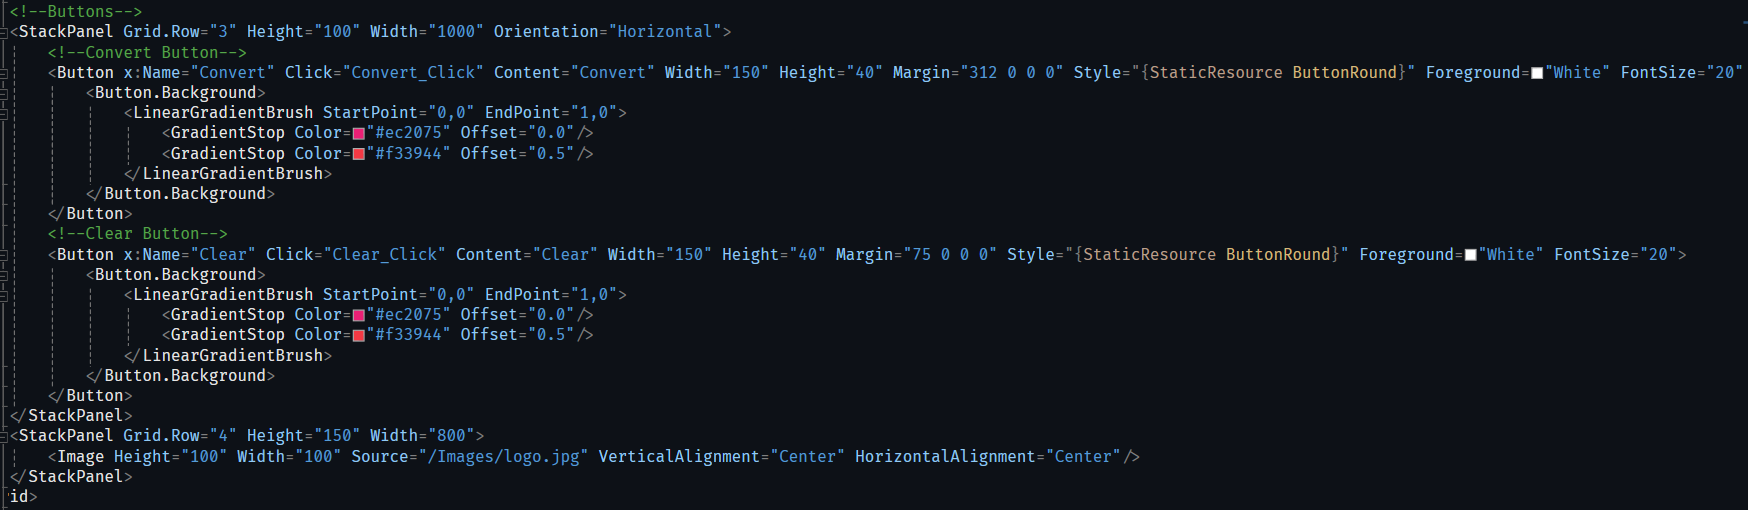 <!--Buttons-->
<StackPanel Grid.Row="3" Height="100" Width="1000" Orientation="Horizontal">
<!--Convert Button-->
<Button x:Name="Convert" Click="Convert_Click" Content="Convert" Width="150" Height="40" Margin="312 0 0 0" Style="{StaticResource ButtonRound}" Foreground="White" FontSize="20"
<Button.Background>
<LinearGradientBrush StartPoint="0,0" EndPoint="1,0">
<GradientStop Color="#ec2075" Offset="0.0"/>
<GradientStop Color="#f33944" Offset="0.5"/>
</LinearGradientBrush>
</Button.Background>
</Button>
<!--Clear Button-->
<Button x:Name="Clear" Click="Clear_Click" Content="Clear" Width="150" Height="40" Margin="75 0 0 0" Style="{StaticResource ButtonRound}" Foreground="White" FontSize="20">
<Button.Background>
<LinearGradientBrush StartPoint="0,0" EndPoint="1,0">
<GradientStop Color="#ec2075" Offset="0.0"/>
<GradientStop Color="#f33944" Offset="0.5"/>
</LinearGradientBrush>
</Button.Background>
</Button>
</StackPanel>
<StackPanel Grid.Row="4" Height="150" Width="800">
<Image Height="100" Width="100" Source="/Images/logo.jpg" VerticalAlignment="Center" HorizontalAlignment="Center"/>
</StackPanel>
id>